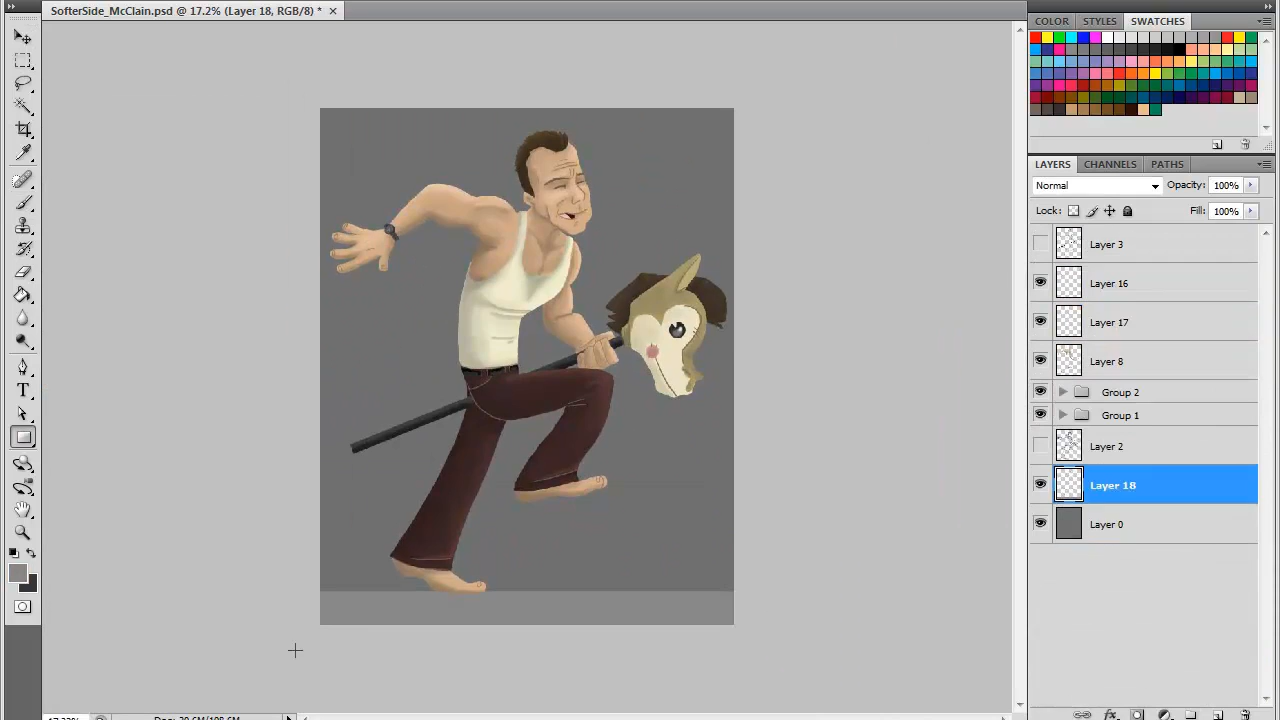 SofterSide_McClain.psd @ 17.2% (Layer 18, RGB/8) * ×
COLOR STYLES SWATCHES
LAYERS CHANNELS PATHS
Normal Opacity: 100%
Lock: Fill: 100%
Layer 3
Layer 16
Layer 17
Layer 8
Group 2
Group 1
Layer 2
Layer 18
Layer 0
T
fx